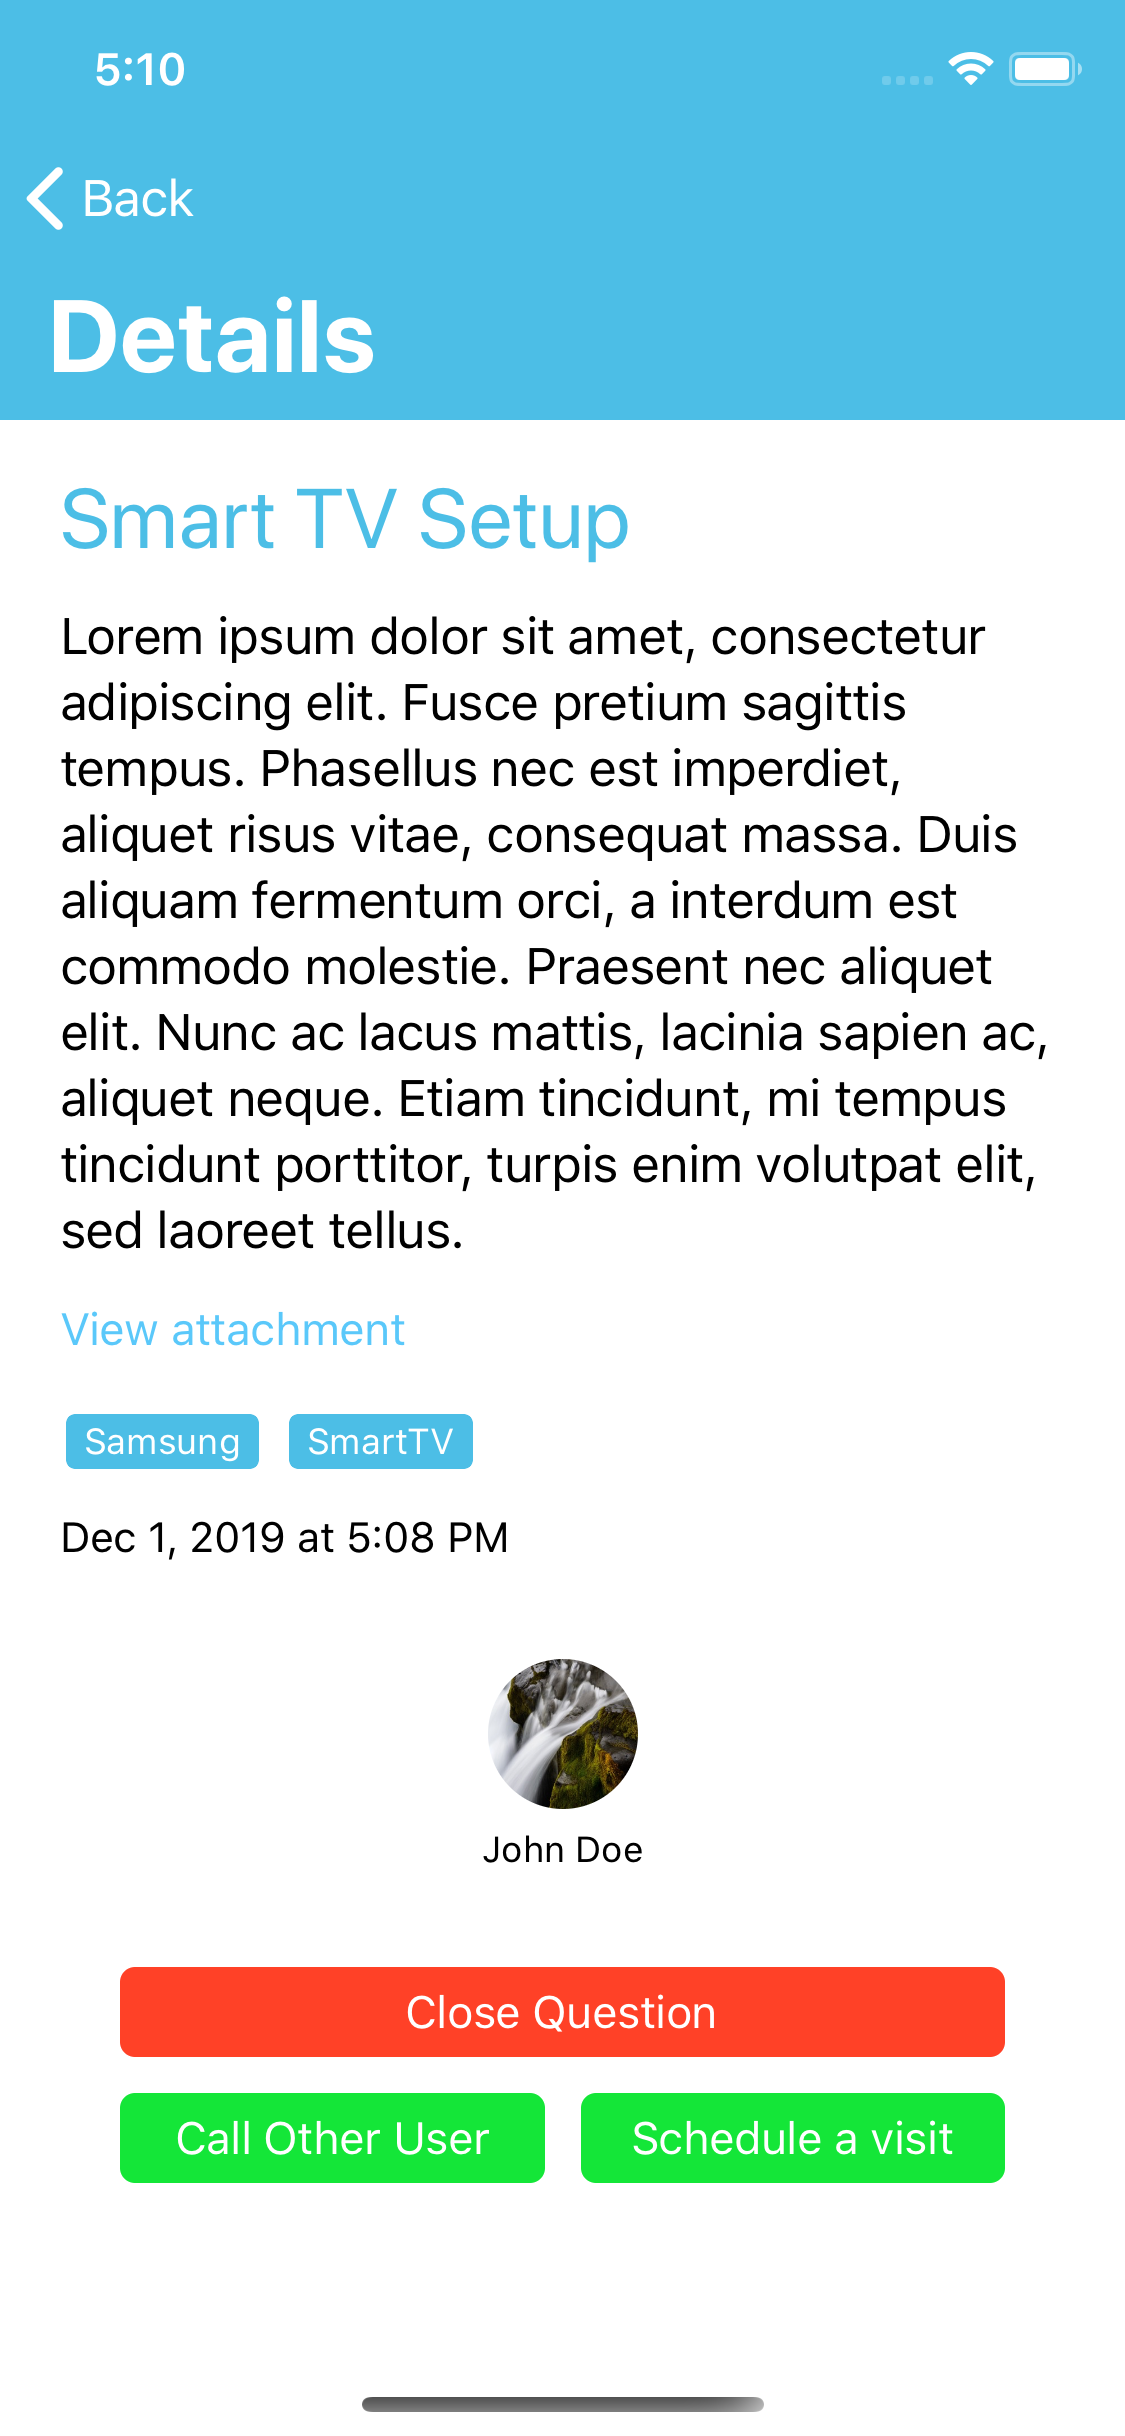 5:10
Back
Details
Smart TV Setup
Lorem ipsum dolor sit amet, consectetur
adipiscing elit. Fusce pretium sagittis
tempus. Phasellus nec est imperdiet,
aliquet risus vitae, consequat massa. Duis
aliquam fermentum orci, a interdum est
commodo molestie. Praesent nec aliquet
elit. Nunc ac lacus mattis, lacinia sapien ac,
aliquet neque. Etiam tincidunt, mi tempus
tincidunt porttitor, turpis enim volutpat elit,
sed laoreet tellus.
View attachment
Samsung SmartTV
Dec 1, 2019 at 5:08 PM
John Doe
Close Question
Call Other User Schedule a visit